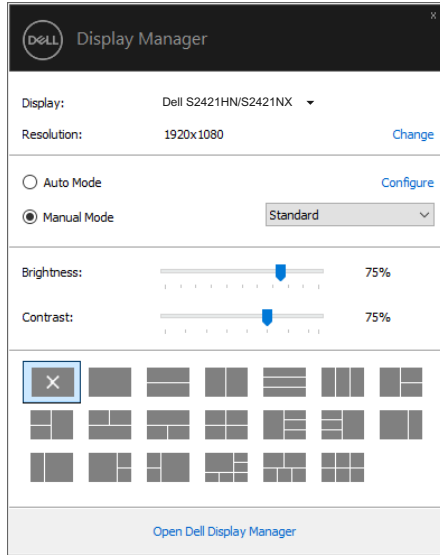 x
DELL Display Manager
Display: Dell S2421HN/S2421NX
Resolution: 1920x1080 Change
Auto Mode Configure
Manual Mode Standard
Brightness: 75%
Contrast: 75%
Open Dell Display Manager